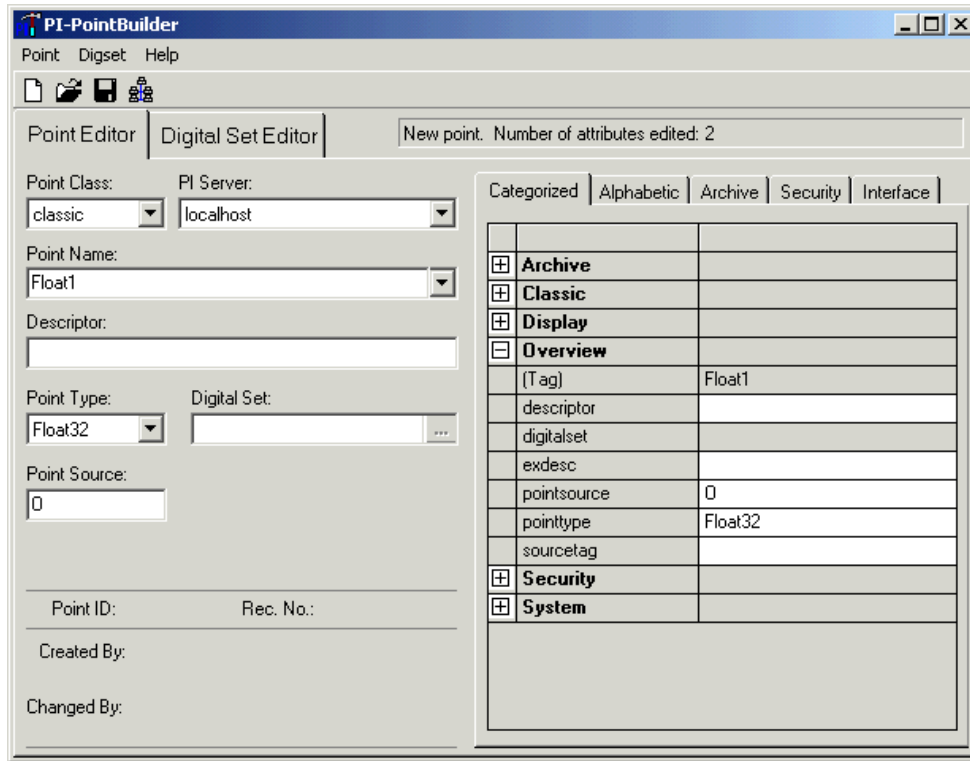 PI-PointBuilder
Point Digset Help
Point Editor
Digital Set Editor
New point. Number of attributes edited: 2
Point Class:
PI Server:
classic
localhost
Point Name:
Float1
Descriptor:
Point Type:
Digital Set:
Float32
...
Point Source:
O
Point ID:
Rec. No.:
Created By:
Changed By:
Categorized
Alphabetic
Archive
Security
Interface
Archive
Classic
Display
Overview
(Tag) Float1
descriptor
digitalset
exdesc
pointsource O
pointtype Float32
sourcetag
Security
System